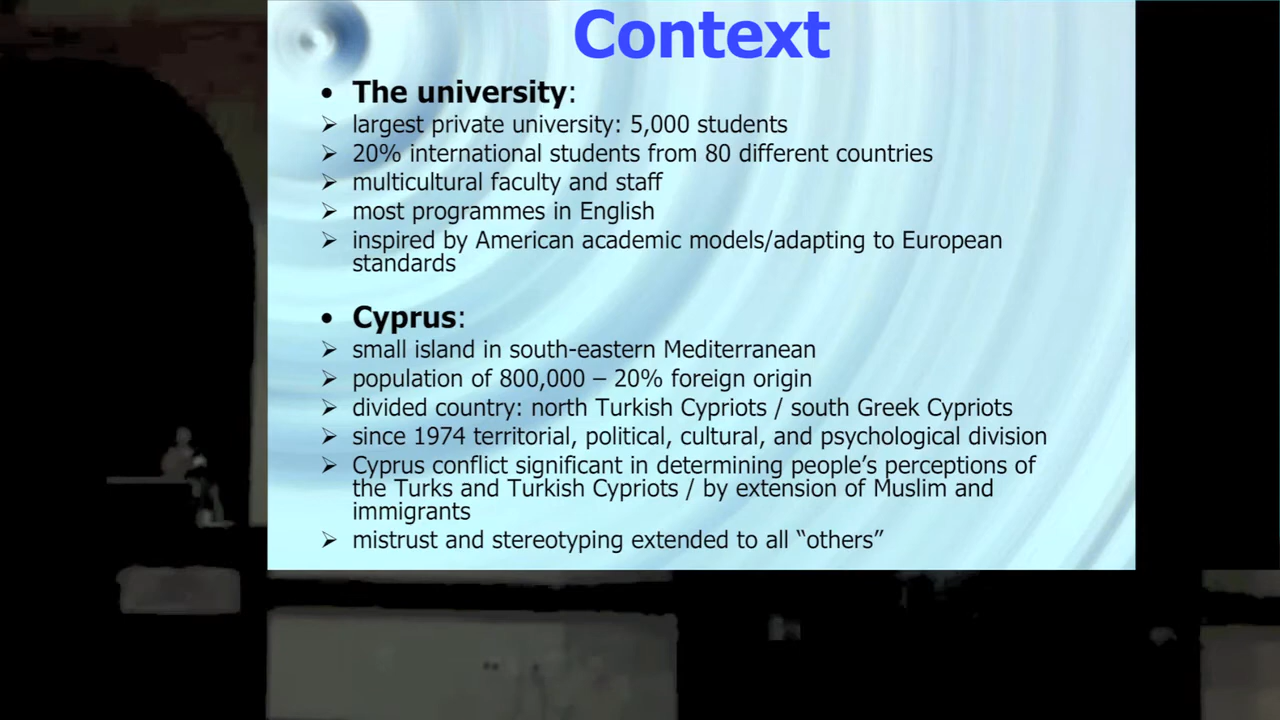 Context
• The university:
➢ largest private university: 5,000 students
➢ 20% international students from 80 different countries
➢ multicultural faculty and staff
➢ most programmes in English
➢ inspired by American academic models/adapting to European
standards
• Cyprus:
➢ small island in south-eastern Mediterranean
➢ population of 800,000 – 20% foreign origin
➢ divided country: north Turkish Cypriots / south Greek Cypriots
➢ since 1974 territorial, political, cultural, and psychological division
➢ Cyprus conflict significant in determining people’s perceptions of
the Turks and Turkish Cypriots / by extension of Muslim and
immigrants
➢ mistrust and stereotyping extended to all “others”